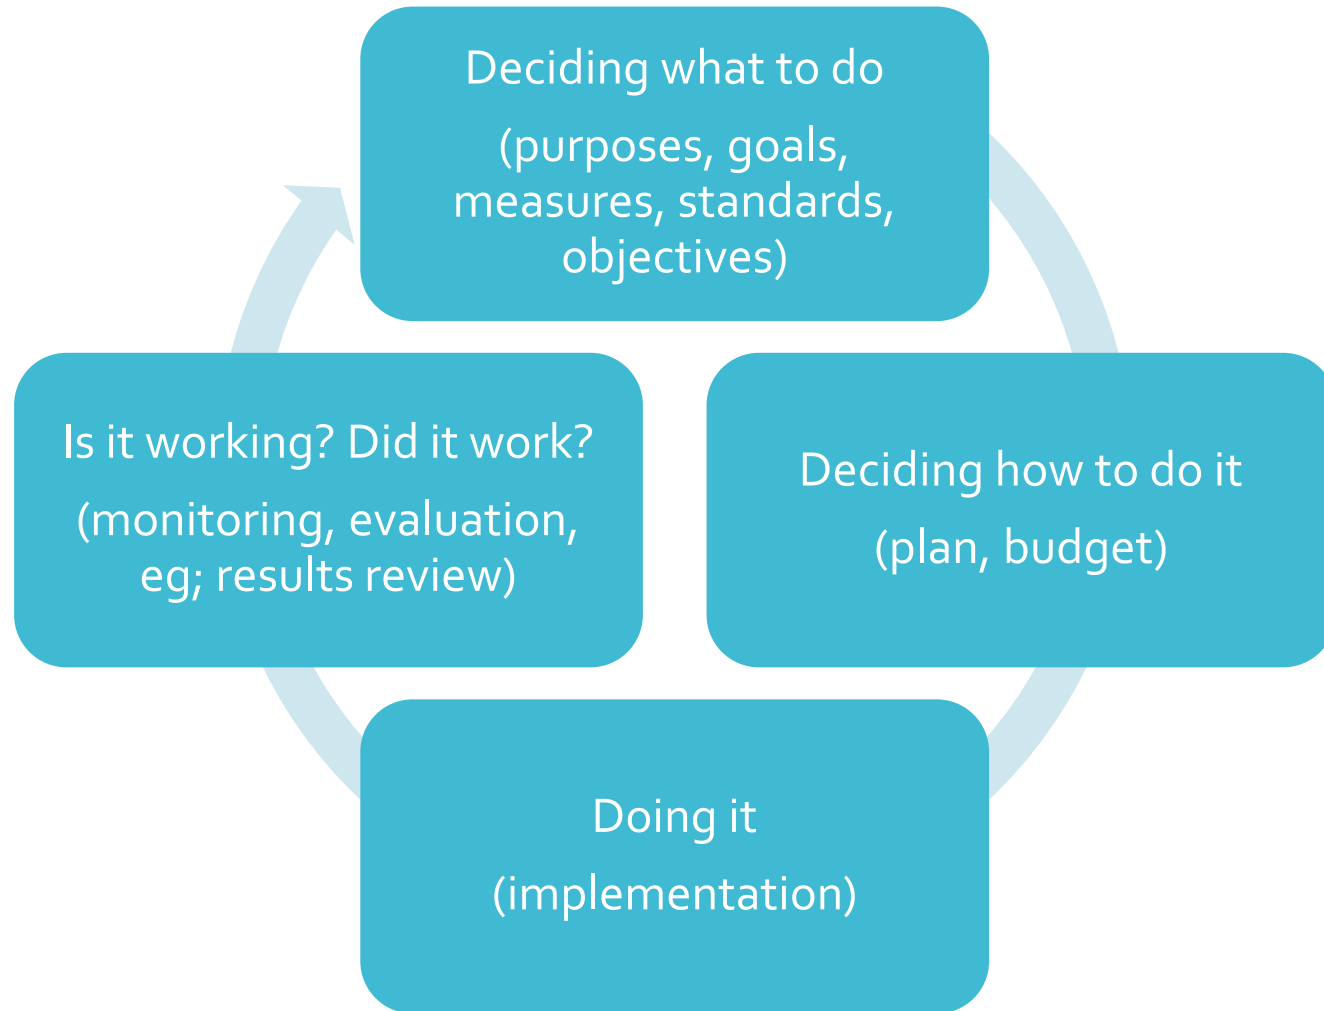 Deciding what to do
(purposes, goals,
measures, standards,
objectives)
Deciding how to do it
(plan, budget)
Doing it
(implementation)
Is it working? Did it work?
(monitoring, evaluation,
eg; results review)